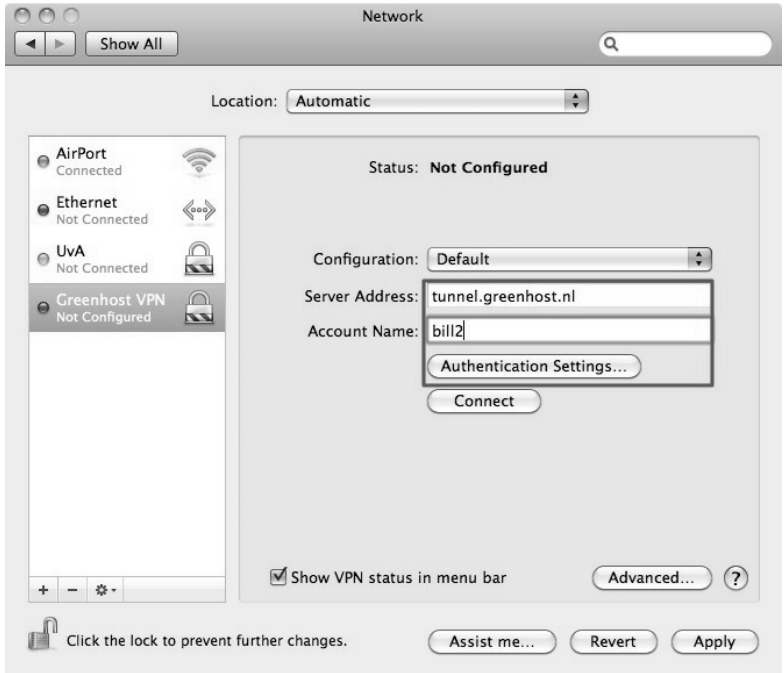 Network
Show All
Location: Automatic
AirPort
Connected
Ethernet
Not Connected
UvA
Not Connected
Greenhost VPN
Not Configured
Status: Not Configured
Configuration: Default
Server Address: tunnel.greenhost.nl
Account Name: bill2
Authentication Settings...
Connect
Show VPN status in menu bar
Advanced... ?
Click the lock to prevent further changes.
Assist me... Revert Apply